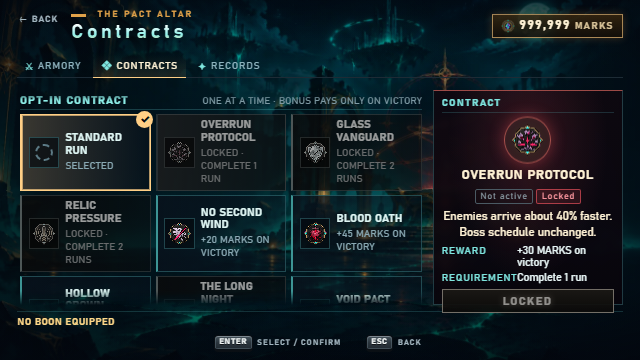 ← BACK
THE PACT ALTAR
Contracts
999,999 MARKS
ARMORY
CONTRACTS
RECORDS
OPT-IN CONTRACT
ONE AT A TIME · BONUS PAYS ONLY ON VICTORY
STANDARD
RUN
SELECTED
OVERRUN
PROTOCOL
LOCKED ·
COMPLETE 1
RUN
GLASS
VANGUARD
LOCKED ·
COMPLETE 2
RUNS
RELIC
PRESSURE
LOCKED ·
COMPLETE 2
RUNS
NO SECOND
WIND
+20 MARKS ON
VICTORY
BLOOD OATH
+45 MARKS ON
VICTORY
HOLLOW
CROWN
THE LONG
NIGHT
VOID PACT
CONTRACT
OVERRUN PROTOCOL
Not active
Locked
Enemies arrive about 40% faster.
Boss schedule unchanged.
REWARD
+30 MARKS on
victory
REQUIREMENT Complete 1 run
LOCKED
NO BOON EQUIPPED
ENTER SELECT / CONFIRM
ESC BACK